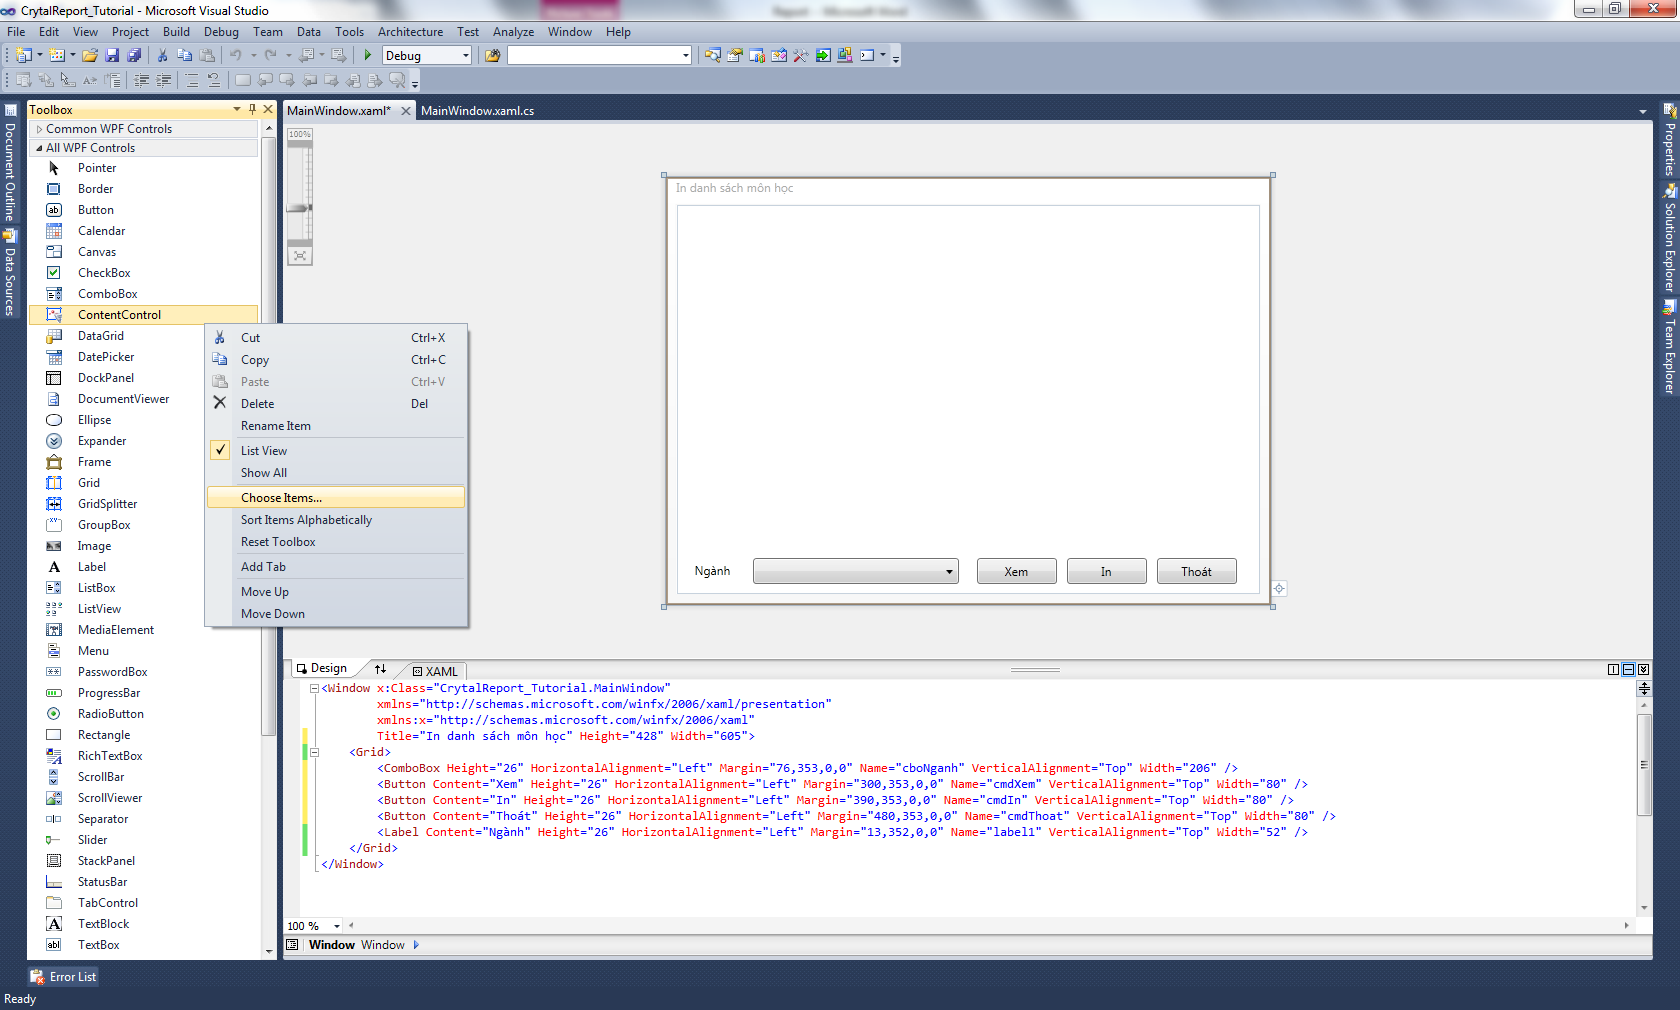 CrytalReport_Tutorial - Microsoft Visual Studio
File Edit View Project Build Debug Team Data Tools Architecture Test Analyze Window Help
Debug
Document Outline
Data Sources
Toolbox
Common WPF Controls
All WPF Controls
Pointer
Border
Button
Calendar
Canvas
CheckBox
ComboBox
ContentControl
DataGrid
DatePicker
DockPanel
DocumentViewer
Ellipse
Expander
Frame
Grid
GridSplitter
GroupBox
Image
Label
ListBox
ListView
MediaElement
Menu
PasswordBox
ProgressBar
RadioButton
Rectangle
RichTextBox
ScrollBar
ScrollViewer
Separator
Slider
StackPanel
StatusBar
TabControl
TextBlock
TextBox
Cut Ctrl+X
Copy Ctrl+C
Paste Ctrl+V
Delete Del
Rename Item
List View
Show All
Choose Items...
Sort Items Alphabetically
Reset Toolbox
Add Tab
Move Up
Move Down
MainWindow.xaml* MainWindow.xaml.cs
100%
In danh sách môn học
Ngành Xem In Thoát
Design XAML
<Window x:Class="CrytalReport_Tutorial.MainWindow"
xmlns="http://schemas.microsoft.com/winfx/2006/xaml/presentation"
xmlns:x="http://schemas.microsoft.com/winfx/2006/xaml"
Title="In danh sách môn học" Height="428" Width="605">
<Grid>
<ComboBox Height="26" HorizontalAlignment="Left" Margin="76,353,0,0" Name="cboNganh" VerticalAlignment="Top" Width="206" />
<Button Content="Xem" Height="26" HorizontalAlignment="Left" Margin="300,353,0,0" Name="cmdXem" VerticalAlignment="Top" Width="80" />
<Button Content="In" Height="26" HorizontalAlignment="Left" Margin="390,353,0,0" Name="cmdIn" VerticalAlignment="Top" Width="80" />
<Button Content="Thoát" Height="26" HorizontalAlignment="Left" Margin="480,353,0,0" Name="cmdThoat" VerticalAlignment="Top" Width="80" />
<Label Content="Ngành" Height="26" HorizontalAlignment="Left" Margin="13,352,0,0" Name="label1" VerticalAlignment="Top" Width="52" />
</Grid>
</Window>
100 %
Window Window
Properties
Solution Explorer
Team Explorer
Error List
Ready